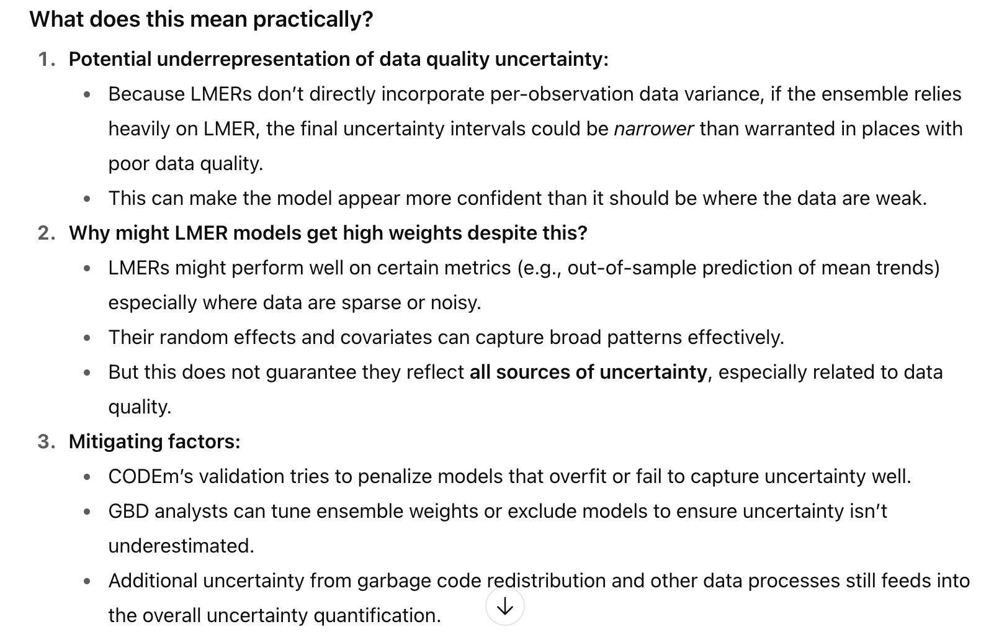 What does this mean practically?
1. Potential underrepresentation of data quality uncertainty:
• Because LMERs don’t directly incorporate per-observation data variance, if the ensemble relies
heavily on LMER, the final uncertainty intervals could be narrower than warranted in places with
poor data quality.
• This can make the model appear more confident than it should be where the data are weak.
2. Why might LMER models get high weights despite this?
• LMERs might perform well on certain metrics (e.g., out-of-sample prediction of mean trends)
especially where data are sparse or noisy.
• Their random effects and covariates can capture broad patterns effectively.
• But this does not guarantee they reflect all sources of uncertainty, especially related to data
quality.
3. Mitigating factors:
• CODEm’s validation tries to penalize models that overfit or fail to capture uncertainty well.
• GBD analysts can tune ensemble weights or exclude models to ensure uncertainty isn’t
underestimated.
• Additional uncertainty from garbage code redistribution and other data processes still feeds into
the overall uncertainty quantification.